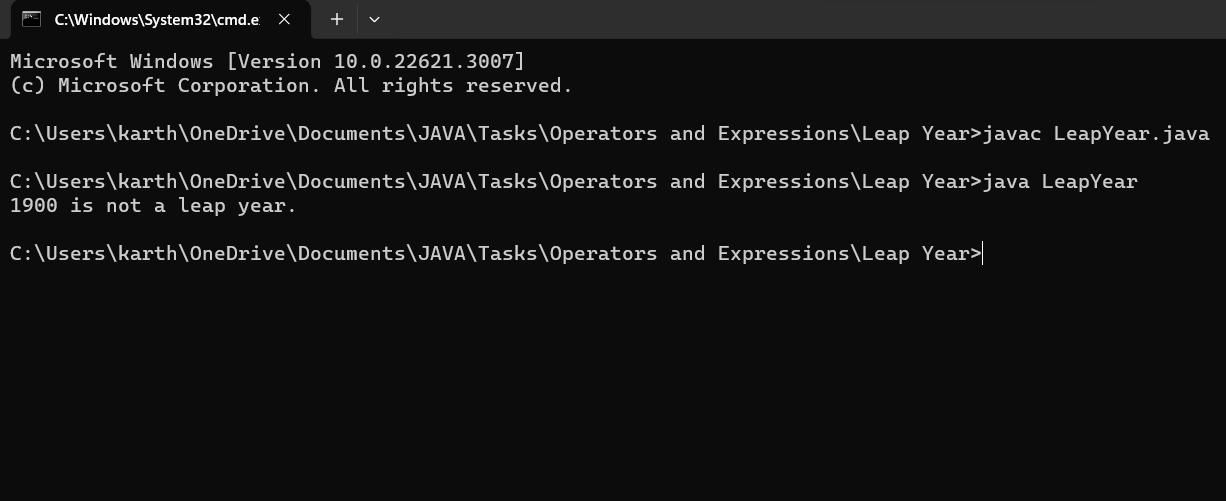 C:\Windows\System32\cmd.e
Microsoft Windows [Version 10.0.22621.3007]
(c) Microsoft Corporation. All rights reserved.
C:\Users\karth\OneDrive\Documents\JAVA\Tasks\Operators and Expressions\Leap Year>javac LeapYear.java
C:\Users\karth\OneDrive\Documents\JAVA\Tasks\Operators and Expressions\Leap Year>java LeapYear
1900 is not a leap year.
C:\Users\karth\OneDrive\Documents\JAVA\Tasks\Operators and Expressions\Leap Year>